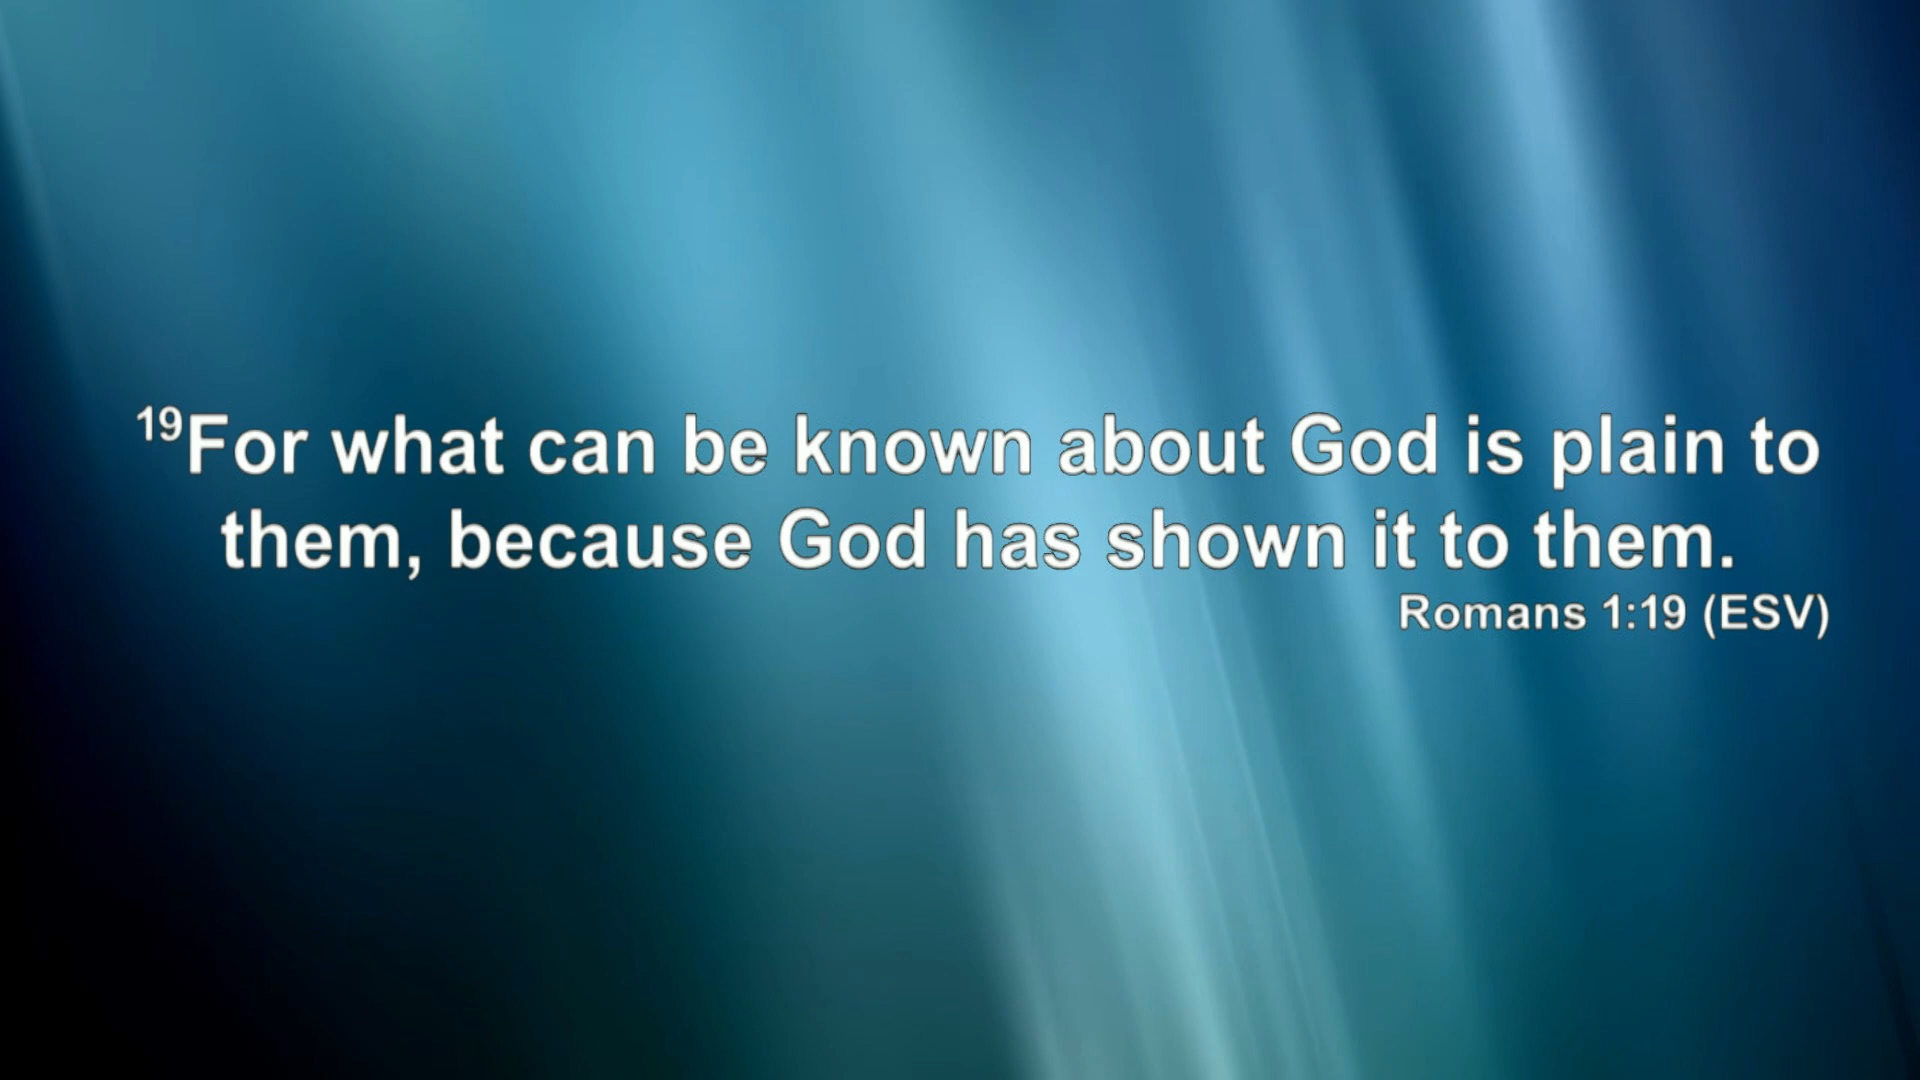 19For what can be known about God is plain to
them, because God has shown it to them.
Romans 1:19 (ESV)